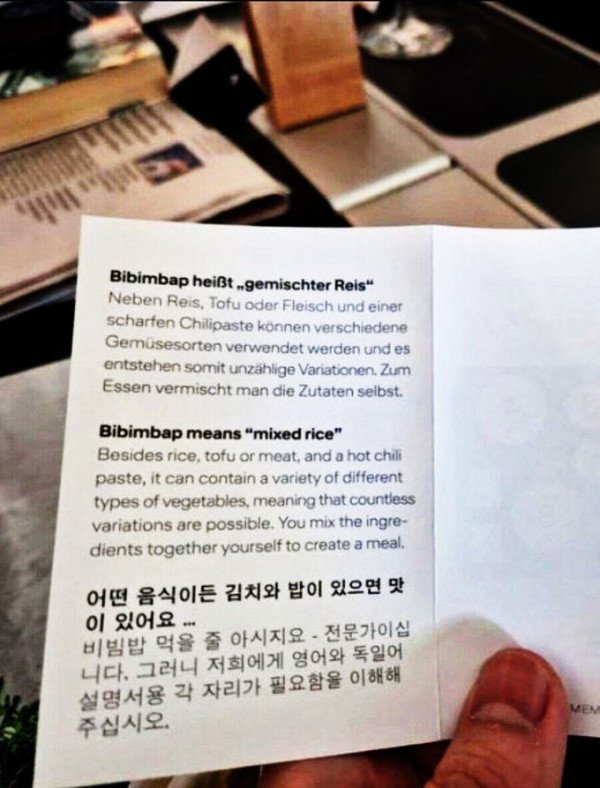 Bibimbap heißt „gemischter Reis“
Neben Reis, Tofu oder Fleisch und einer
scharfen Chilipaste können verschiedene
Gemüsesorten verwendet werden und es
entstehen somit unzählige Variationen. Zum
Essen vermischt man die Zutaten selbst.
Bibimbap means “mixed rice”
Besides rice, tofu or meat, and a hot chili
paste, it can contain a variety of different
types of vegetables, meaning that countless
variations are possible. You mix the ingre-
dients together yourself to create a meal.
어떤 음식이든 김치와 밥이 있으면 맛
이 있어요 ...
비빔밥 먹을 줄 아시지요 - 전문가이십
니다. 그러니 저희에게 영어와 독일어
설명서용 각 자리가 필요함을 이해해
주십시오.
MEM